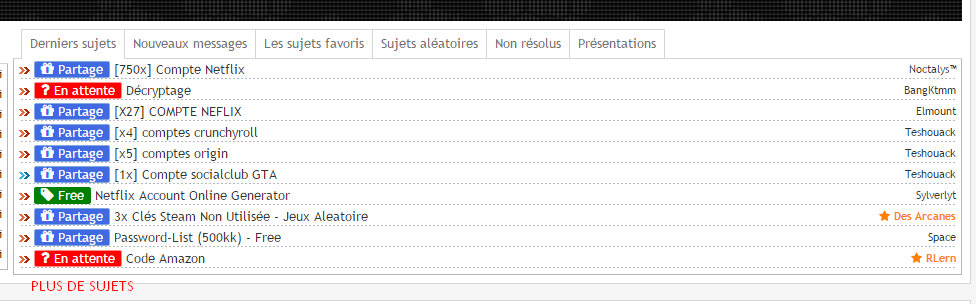 Derniers sujets Nouveaux messages Les sujets favoris Sujets aléatoires Non résolus Présentations
Partage [750x] Compte Netflix Noctalys™
? En attente Décryptage BangKtmm
Partage [X27] COMPTE NEFLIX Elmount
Partage [x4] comptes crunchyroll Teshouack
Partage [x5] comptes origin Teshouack
Partage [1x] Compte socialclub GTA Teshouack
Free Netflix Account Online Generator Sylverlyt
Partage 3x Clés Steam Non Utilisée - Jeux Aleatoire Des Arcanes
Partage Password-List (500kk) - Free Space
? En attente Code Amazon RLern
PLUS DE SUJETS